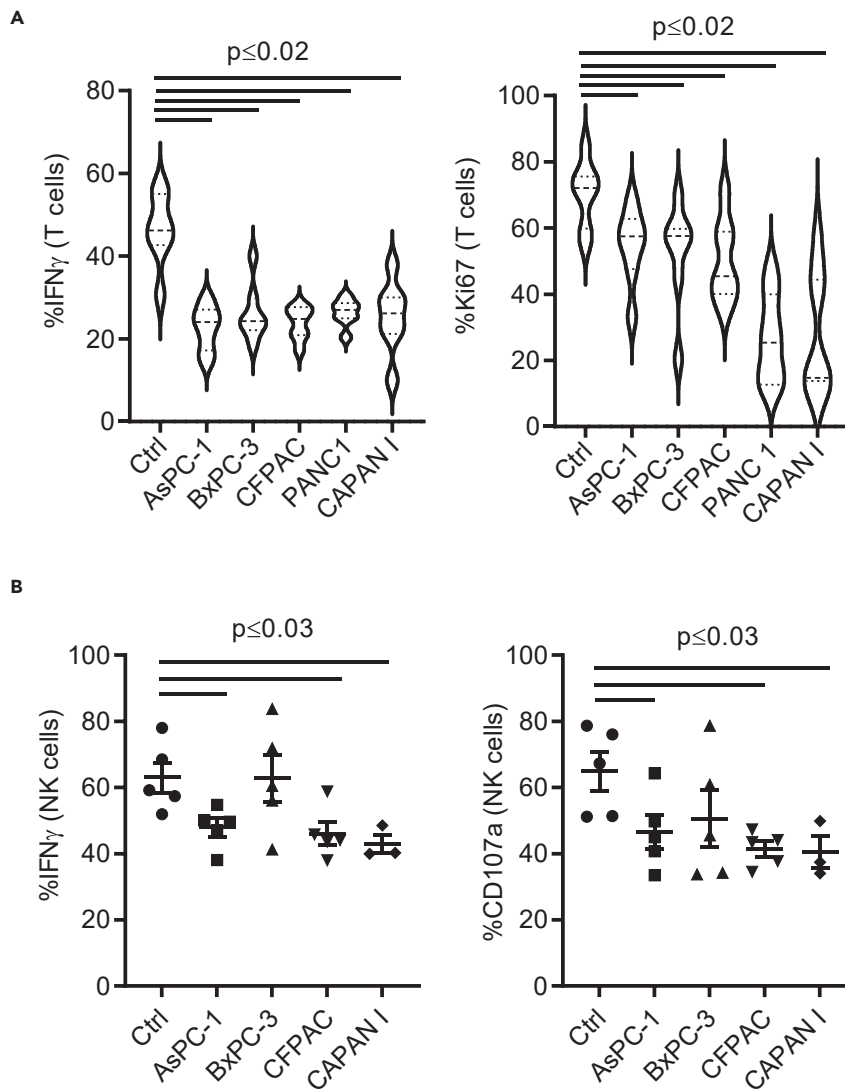 A
p≤0.02
%IFNγ (T cells)
80
60
40
20
0
Ctrl
AsPC-1
BxPC-3
CFPAC
PANC1
CAPAN I
p≤0.02
%Ki67 (T cells)
100
80
60
40
20
0
Ctrl
AsPC-1
BxPC-3
CFPAC
PANC 1
CAPAN I
B
p≤0.03
%IFNγ (NK cells)
100
80
60
40
20
0
Ctrl
AsPC-1
BxPC-3
CFPAC
CAPAN I
p≤0.03
%CD107a (NK cells)
100
80
60
40
20
0
Ctrl
AsPC-1
BxPC-3
CFPAC
CAPAN I